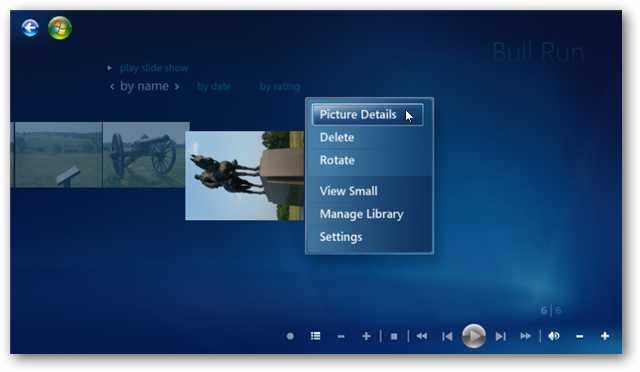 Bull Run
play slide show
by name by date by rating
Picture Details
Delete
Rotate
View Small
Manage Library
Settings
6|6